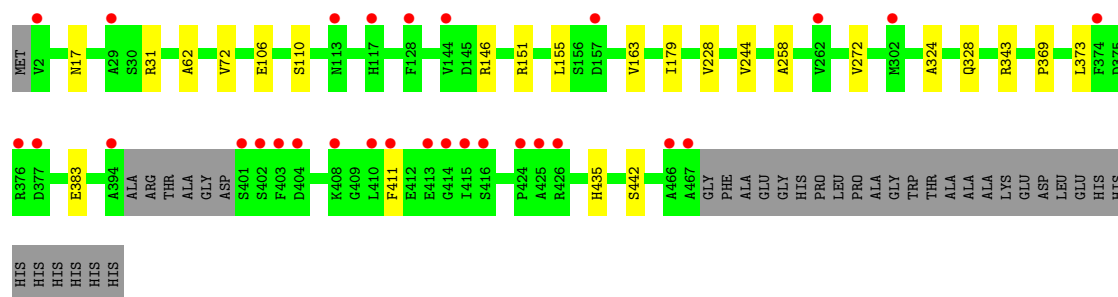 MET V2 A29 S30 N17 R31 A62 V72 E106 S110 N113 H117 F128 V144 D145 R146 R151 L155 S156 D157 V163 I179 V228 V244 A258 V262 V272 M302 A324 Q328 R343 P369 L373 F374 D375
R376 D377 E383 A394 ALA ARG THR ALA GLY ASP S401 S402 F403 D404 K408 G409 L410 F411 E412 E413 G414 I415 S416 P424 A425 R426 H435 S442 A466 A467 GLY PHE ALA GLU GLY HIS PRO LEU PRO ALA GLY TRP THR ALA ALA ALA LYS GLU ASP LEU GLU HIS HIS
HIS HIS HIS HIS HIS